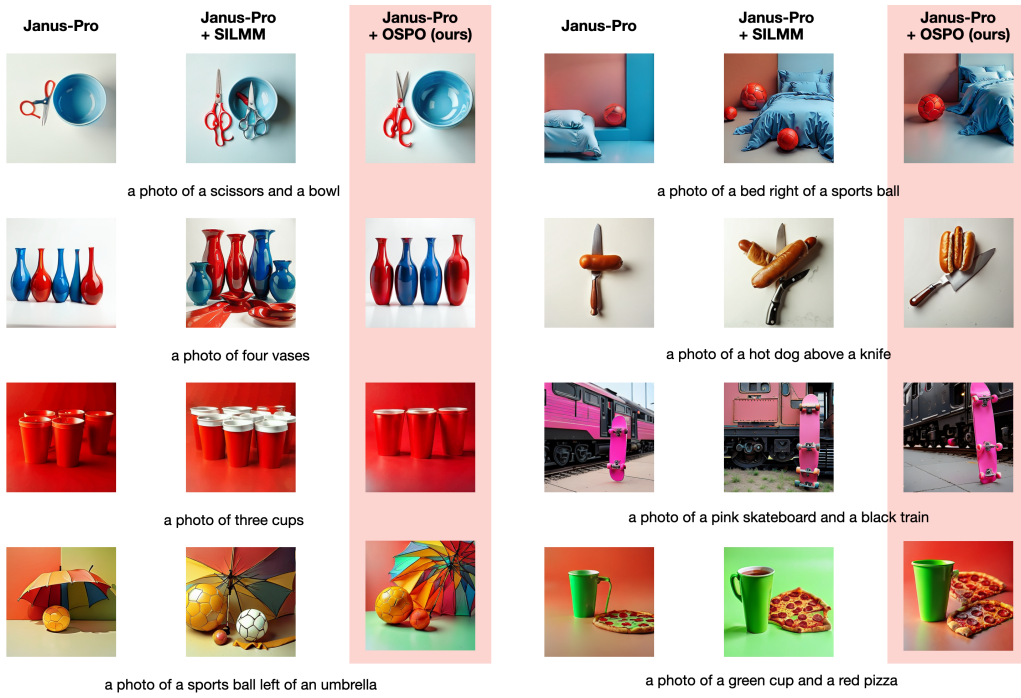 Janus-Pro
Janus-Pro
+ SILMM
Janus-Pro
+ OSPO (ours)
Janus-Pro
Janus-Pro
+ SILMM
Janus-Pro
+ OSPO (ours)
a photo of a scissors and a bowl
a photo of a bed right of a sports ball
a photo of four vases
a photo of a hot dog above a knife
a photo of three cups
a photo of a pink skateboard and a black train
a photo of a sports ball left of an umbrella
a photo of a green cup and a red pizza